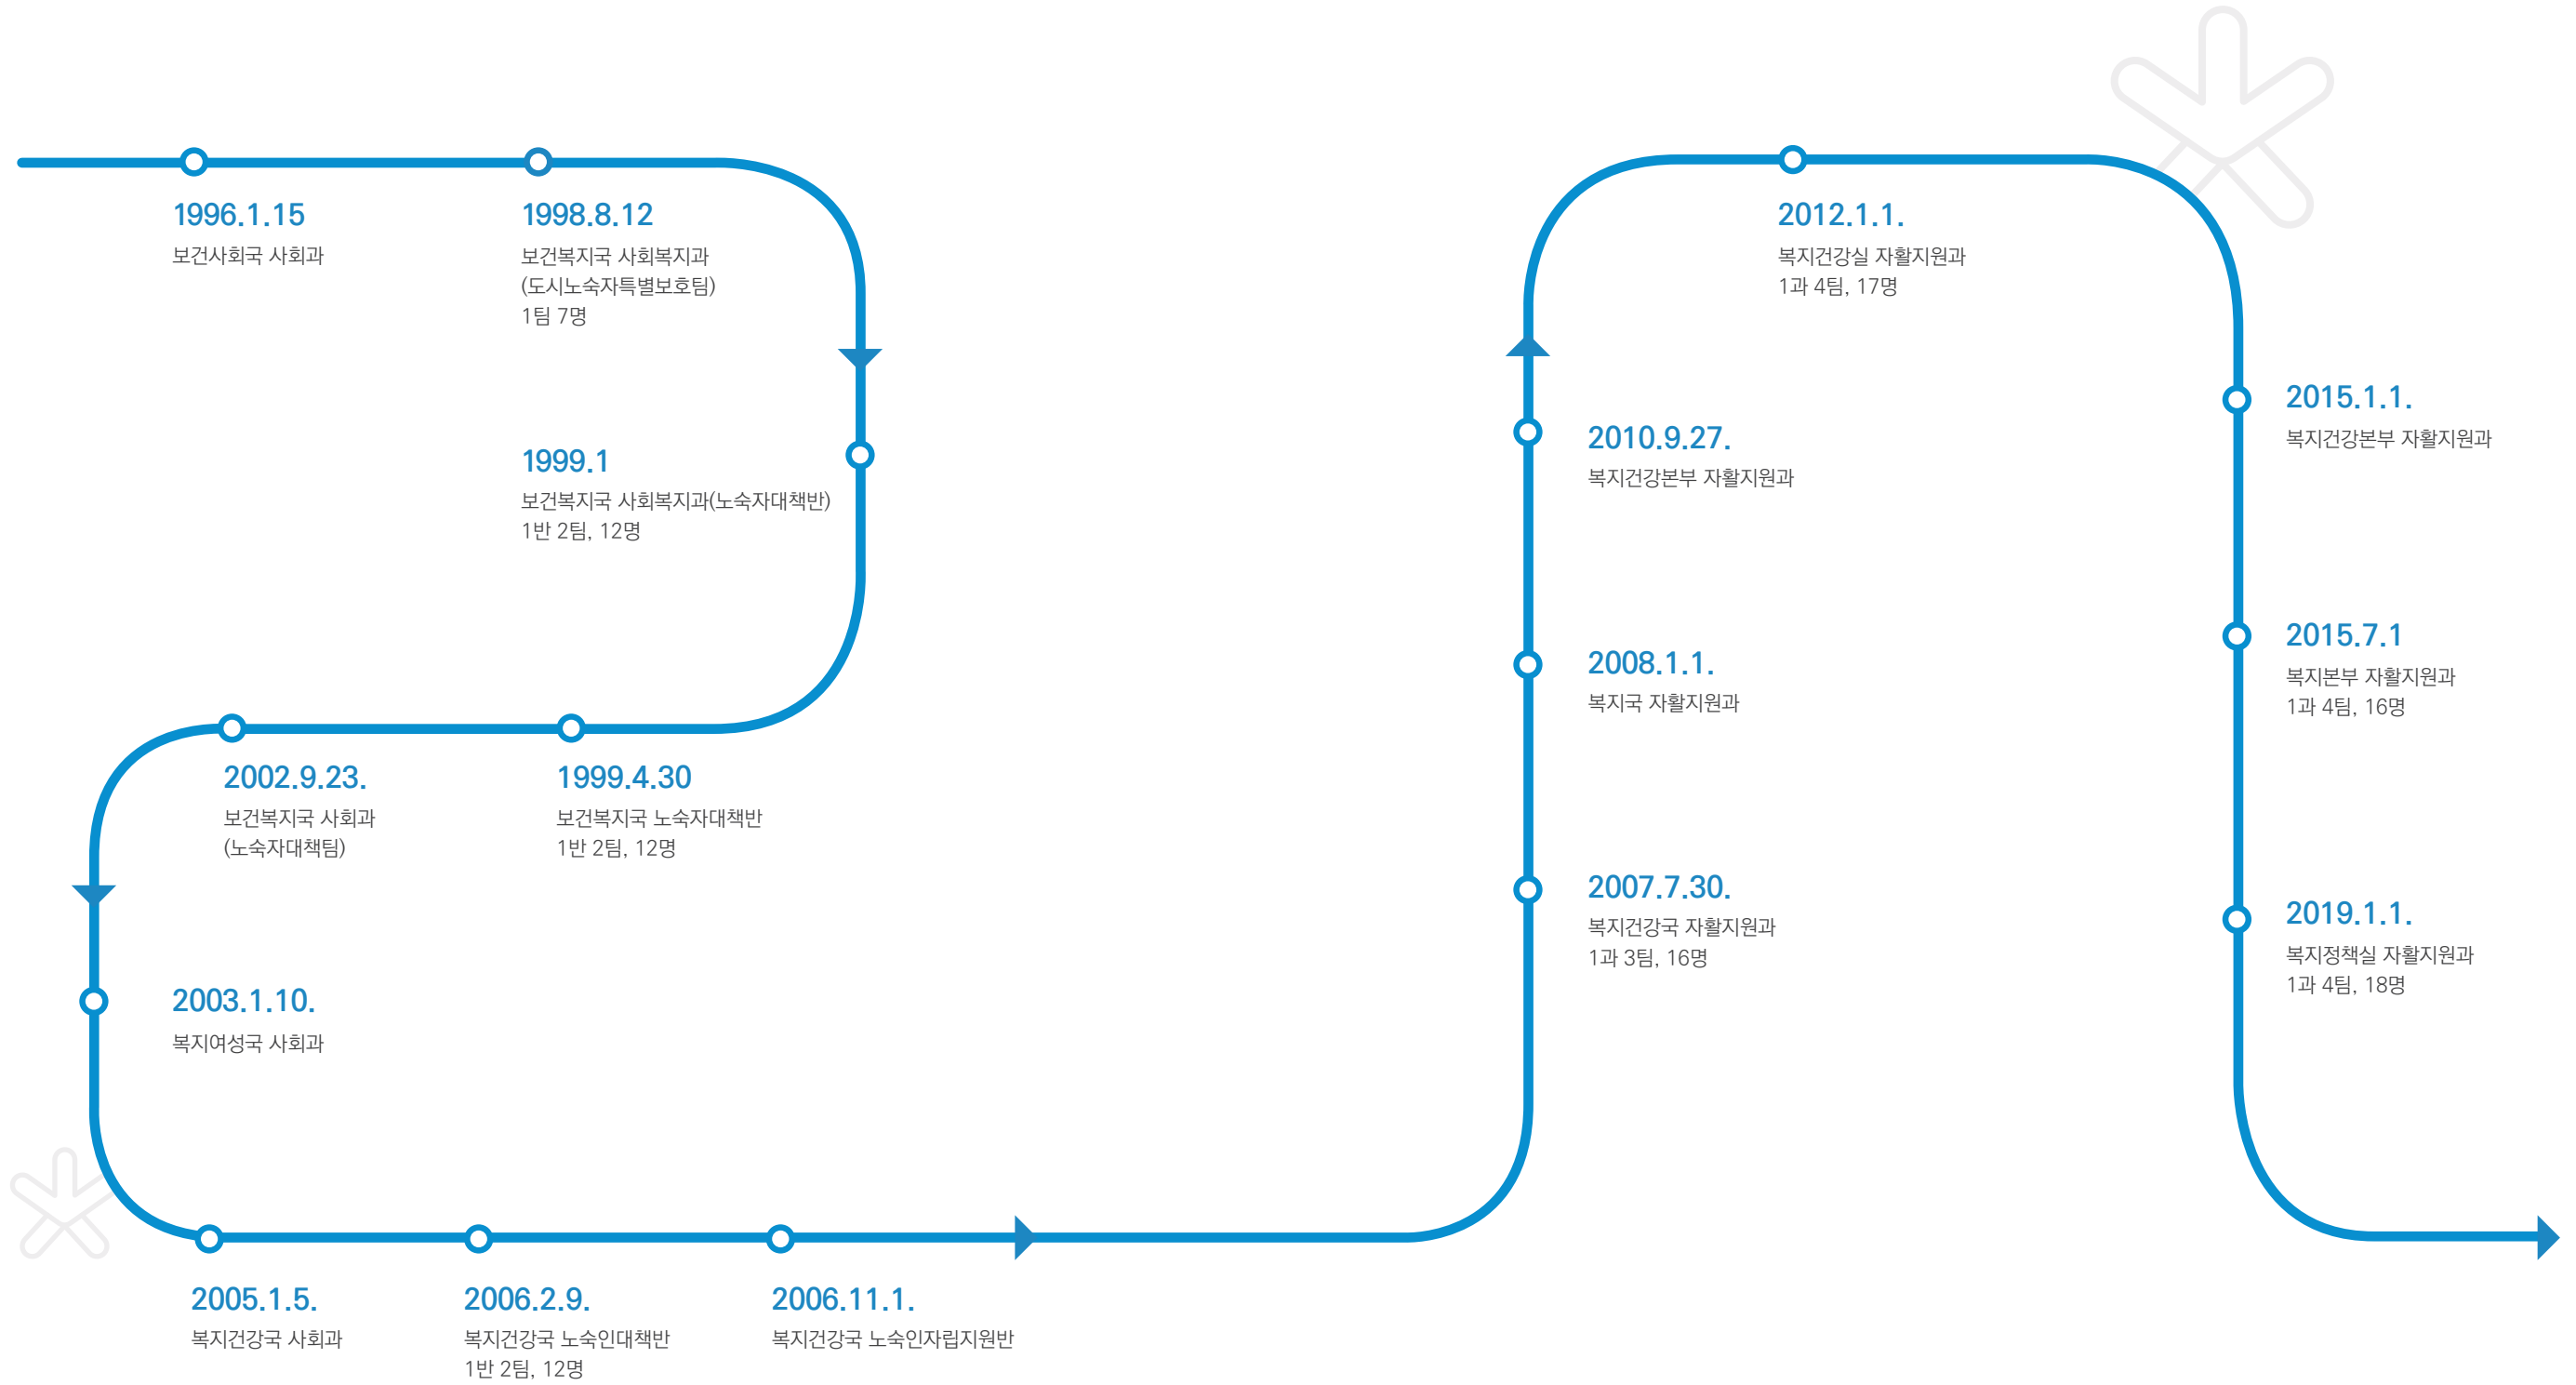 1996.1.15
보건사회국 사회과
1998.8.12
보건복지국 사회복지과
(도시노숙자특별보호팀)
1팀 7명
1999.1
보건복지국 사회복지과(노숙자대책반)
1반 2팀, 12명
1999.4.30
보건복지국 노숙자대책반
1반 2팀, 12명
2002.9.23.
보건복지국 사회과
(노숙자대책팀)
2003.1.10.
복지여성국 사회과
2005.1.5.
복지건강국 사회과
2006.2.9.
복지건강국 노숙인대책반
1반 2팀, 12명
2006.11.1.
복지건강국 노숙인자립지원반
2007.7.30.
복지건강국 자활지원과
1과 3팀, 16명
2008.1.1.
복지국 자활지원과
2010.9.27.
복지건강본부 자활지원과
2012.1.1.
복지건강실 자활지원과
1과 4팀, 17명
2015.1.1.
복지건강본부 자활지원과
2015.7.1
복지본부 자활지원과
1과 4팀, 16명
2019.1.1.
복지정책실 자활지원과
1과 4팀, 18명